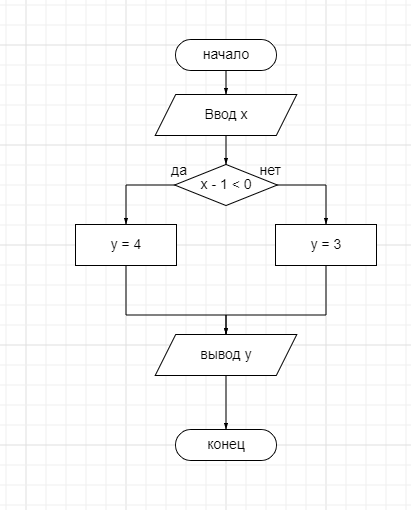 начало
Ввод x
да
нет
x - 1 < 0
y = 4
y = 3
вывод y
конец